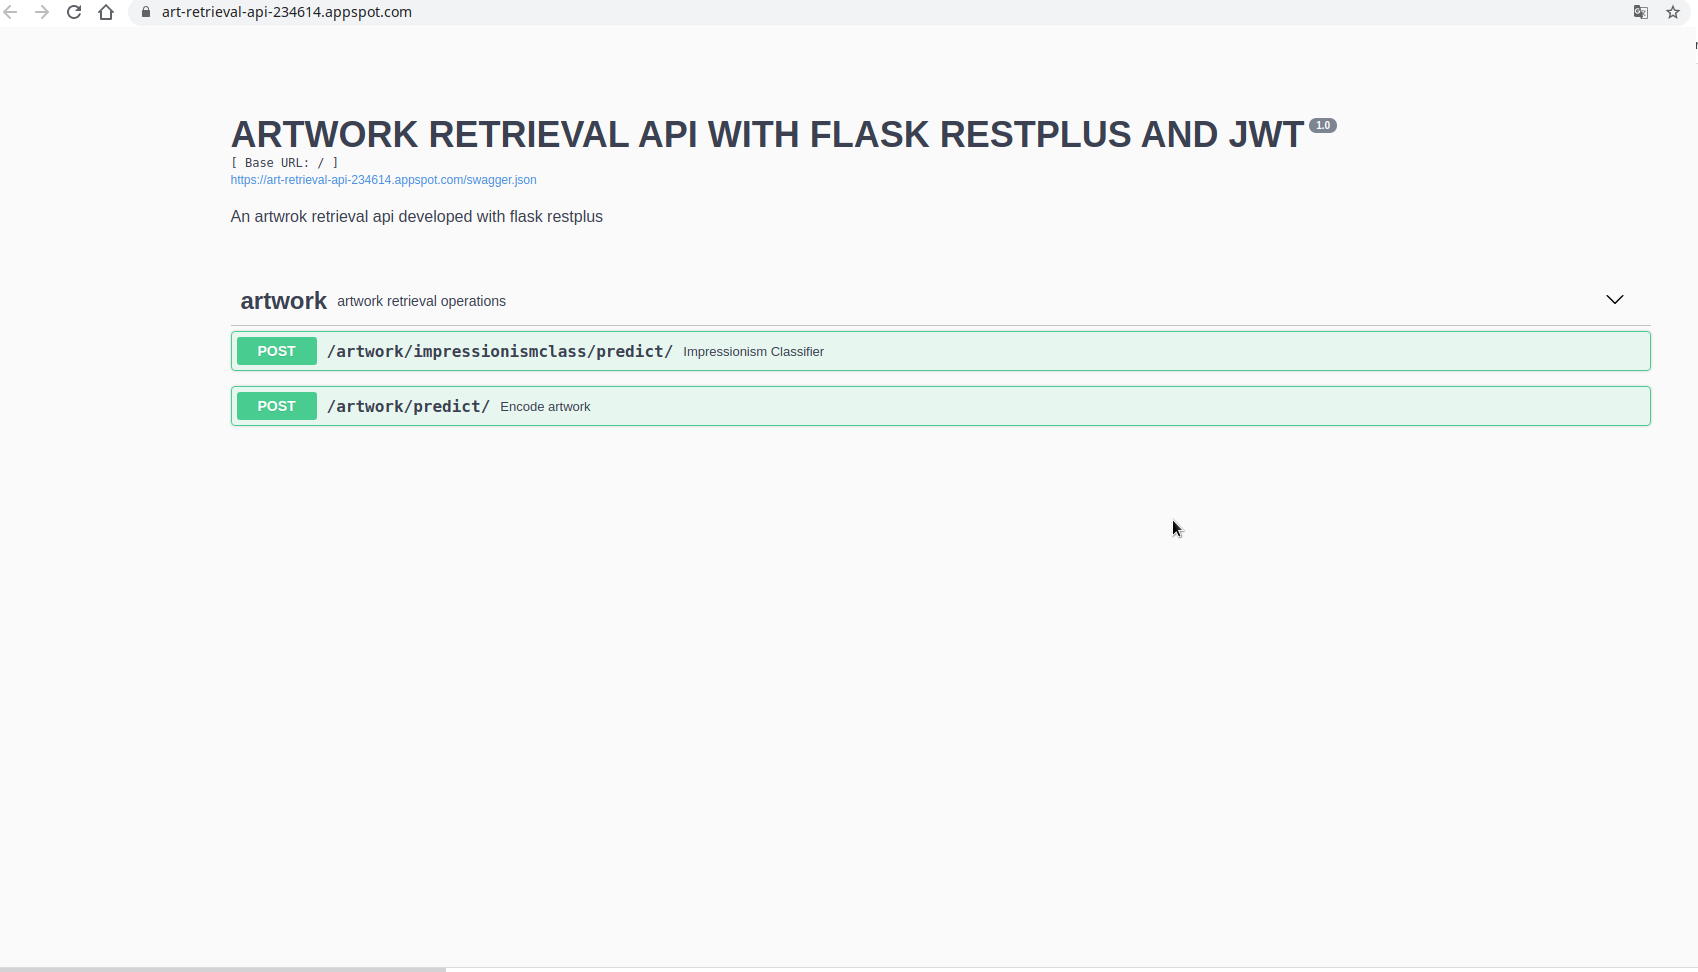 art-retrieval-api-234614.appspot.com
ARTWORK RETRIEVAL API WITH FLASK RESTPLUS AND JWT 1.0
[ Base URL: / ]
https://art-retrieval-api-234614.appspot.com/swagger.json
An artwrok retrieval api developed with flask restplus
artwork artwork retrieval operations
POST /artwork/impressionismclass/predict/ Impressionism Classifier
POST /artwork/predict/ Encode artwork